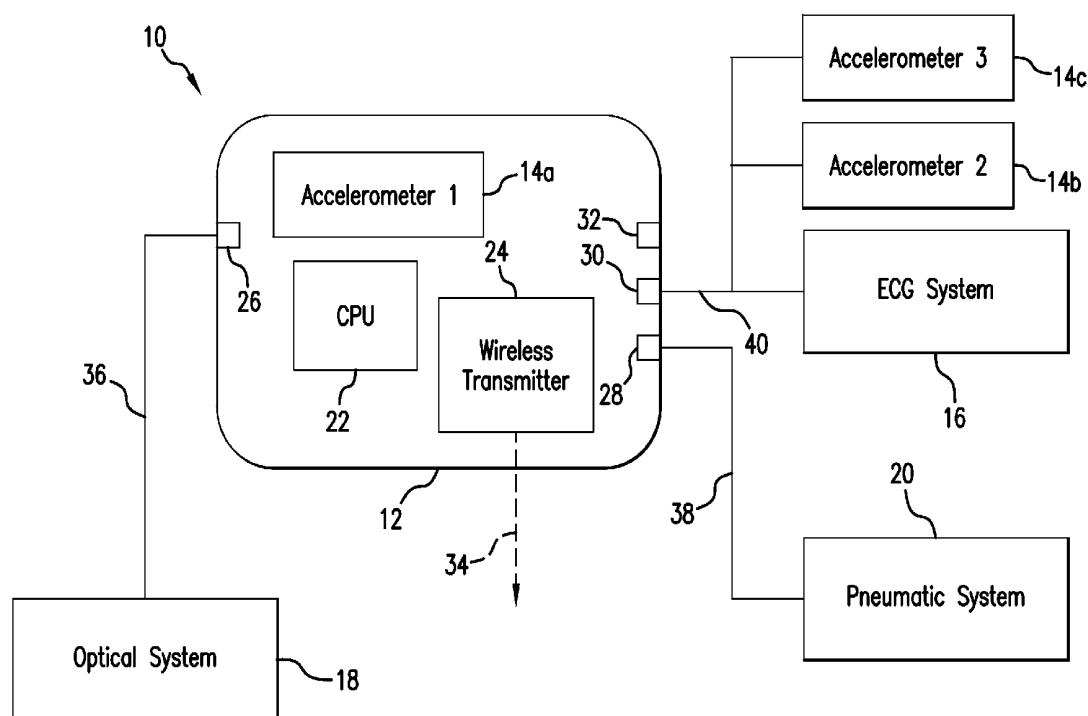 10
Accelerometer 3
14c
Accelerometer 2
14b
Accelerometer 1
14a
32
26
24
30
ECG System
CPU
Wireless
Transmitter
40
28
36
22
16
12
38
20
34
Pneumatic System
Optical System
18